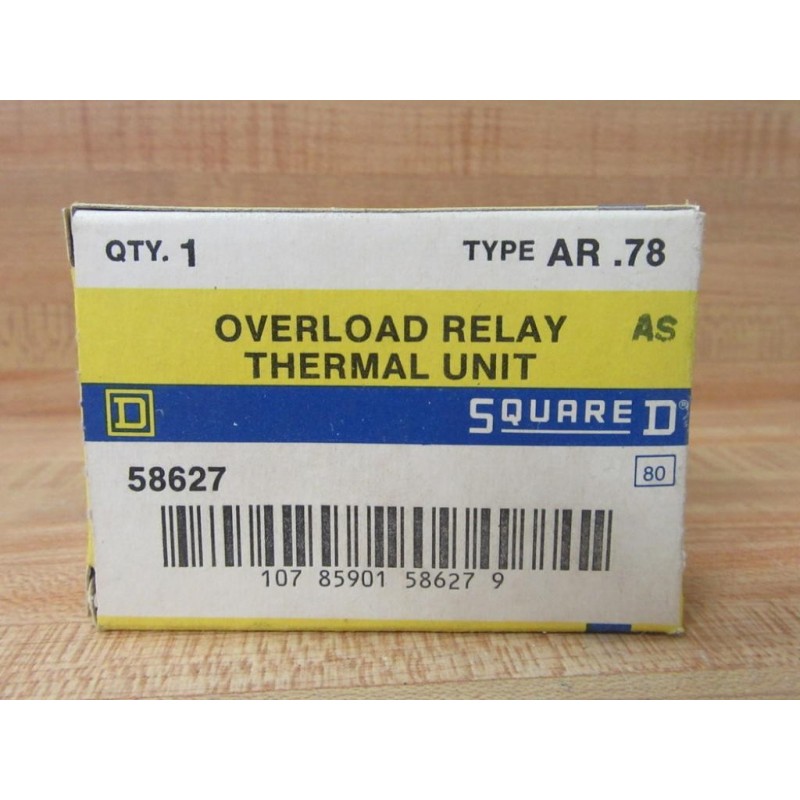 QTY. 1 TYPE AR .78
OVERLOAD RELAY AS
THERMAL UNIT
D SQUARE D®
58627 80
107 85901 58627 9